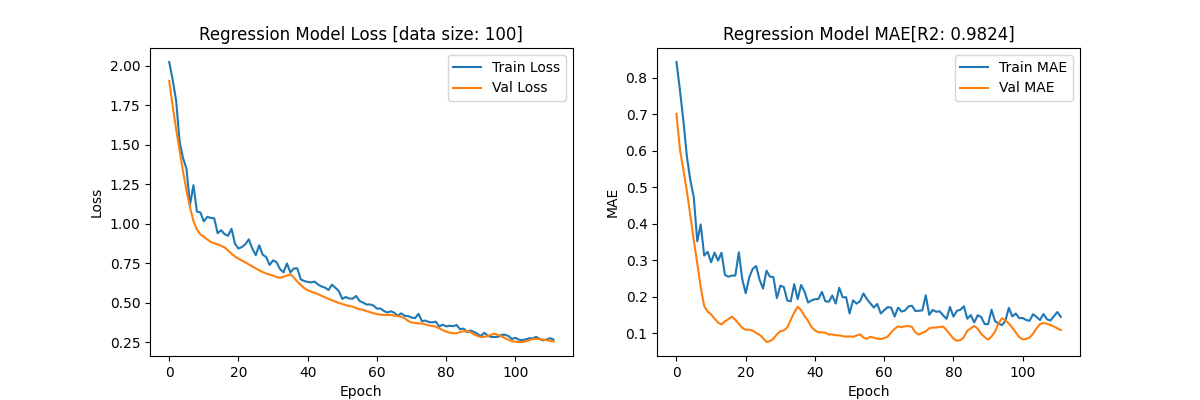 Regression Model Loss [data size: 100]
Train Loss
Val Loss
2.00
1.75
1.50
1.25
1.00
0.75
0.50
0.25
Loss
0 20 40 60 80 100
Epoch
Regression Model MAE[R2: 0.9824]
Train MAE
Val MAE
0.8
0.7
0.6
0.5
0.4
0.3
0.2
0.1
MAE
0 20 40 60 80 100
Epoch